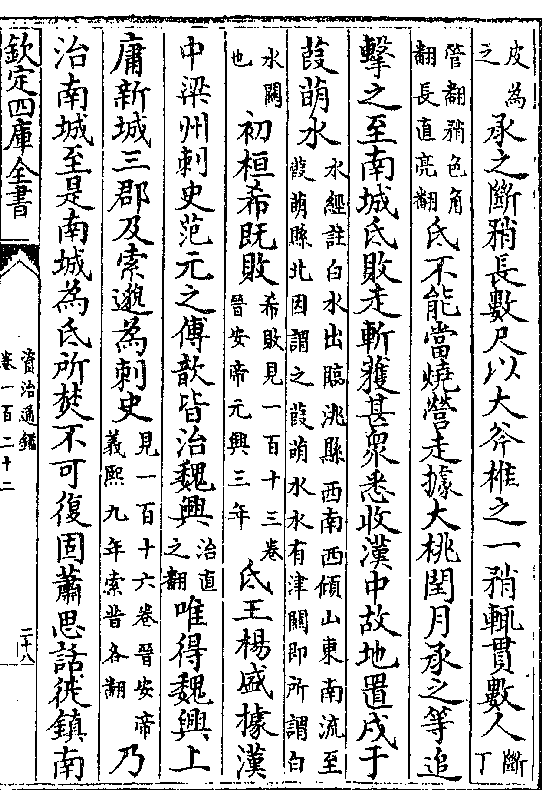 皮為之承之斷矟長數尺以大斧椎之一矟輒貫數人斷丁
管翻矟色角翻長直亮翻氐不能當燒營走據大桃閏月承之等追
擊之至南城氐敗走斬獲甚衆悉收漢中故地置戍于
葭萌水水經註白水出臨洮縣西南西傾山東南流至葭萌縣北因謂之葭萌水水有津關即所謂白
水關也初桓希既敗希敗見一百十三卷晉安帝元興三年氐王楊盛據漢
中梁州刺史范元之傅歆皆治魏興治直之翻唯得魏興上
庸新城三郡及索邈為刺史見一百十六卷晉安帝義熙九年索昔各翻乃
治南城至是南城為氐所焚不可復固蕭思話徙鎮南
欽定四庫全書
資治通鑑
卷一百二十二
二十八